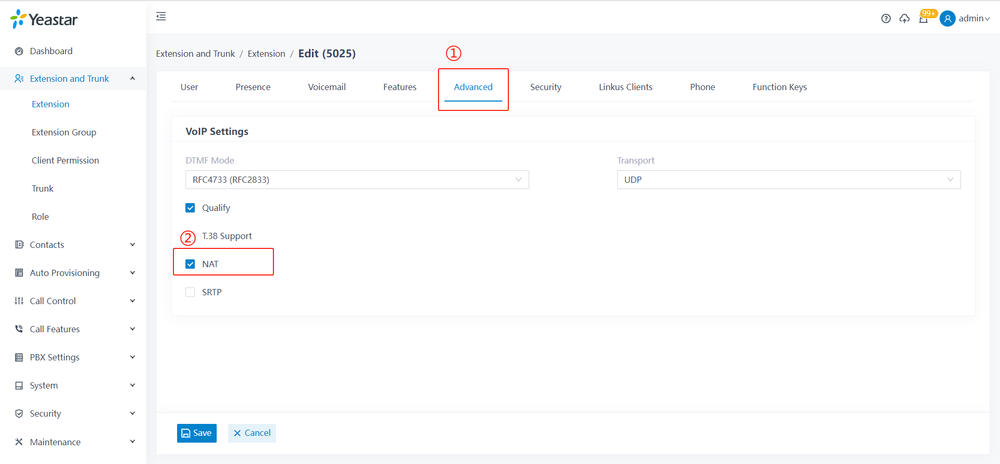 Yeastar
99+
admin
Dashboard
Extension and Trunk
Extension
Extension Group
Client Permission
Trunk
Role
Contacts
Auto Provisioning
Call Control
Call Features
PBX Settings
System
Security
Maintenance
Extension and Trunk / Extension / Edit (5025)
①
User Presence Voicemail Features Advanced Security Linkus Clients Phone Function Keys
VoIP Settings
DTMF Mode
RFC4733 (RFC2833)
Transport
UDP
Qualify
② T.38 Support
NAT
SRTP
Save Cancel